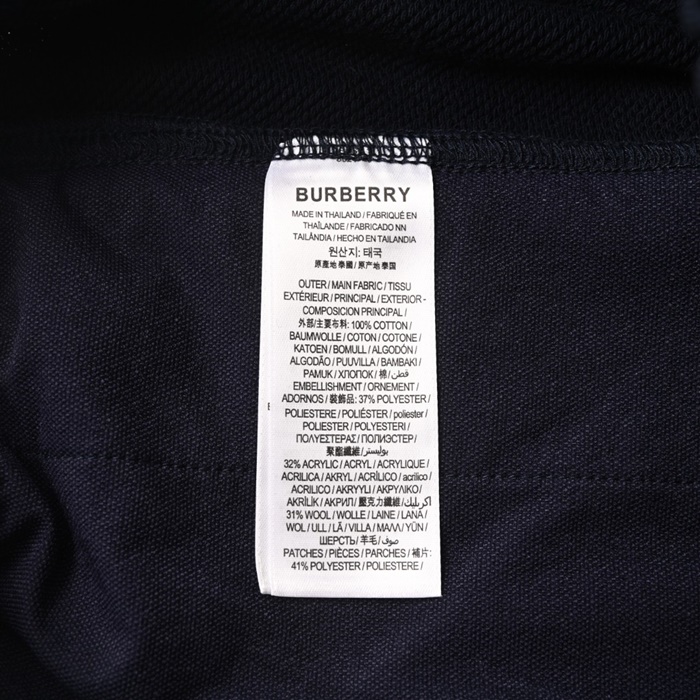 BURBERRY
MADE IN THAILAND / FABRIQUÉ EN
THAÏLANDE / FABRICADO NN
TAILÂNDIA / HECHO EN TAILANDIA
원산지: 태국
原產地 泰國 / 原产地 泰国
OUTER / MAIN FABRIC / TISSU
EXTÉRIEUR / PRINCIPAL / EXTERIOR -
COMPOSICION PRINCIPAL /
外部/主要布料: 100% COTTON /
BAUMWOLLE / COTON / COTONE /
KATOEN / BOMULL / ALGODÓN /
ALGODÃO / PUUVILLA / BAMBAKI /
PAMUK / ХЛОПОК / 棉 / قطن /
EMBELLISHMENT / ORNEMENT /
ADORNOS / 裝飾品: 37% POLYESTER /
POLIESTERE / POLIÉSTER / poliester /
POLIESTER / POLYESTERI /
ΠΟΛΥΕΣΤΕΡΑΣ / ПОЛИЭСТЕР /
聚酯纖維 / بوليستر /
32% ACRYLIC / ACRYL / ACRYLIQUE /
ACRILICA / AKRYL / ACRÍLICO / acrílico /
ACRILICO / AKRYYLI / ΑΚΡΥΛΙΚΟ /
AKRİLİK / АКРИЛ / 壓克力纖維 / اكريليك /
31% WOOL / WOLLE / LAINE / LANA /
WOL / ULL / LÃ / VILLA / ΜΑΛΛΙ / YÜN /
ШЕРСТЬ / 羊毛 / صوف /
PATCHES / PIÈCES / PARCHES / 補片:
41% POLYESTER / POLIESTERE /